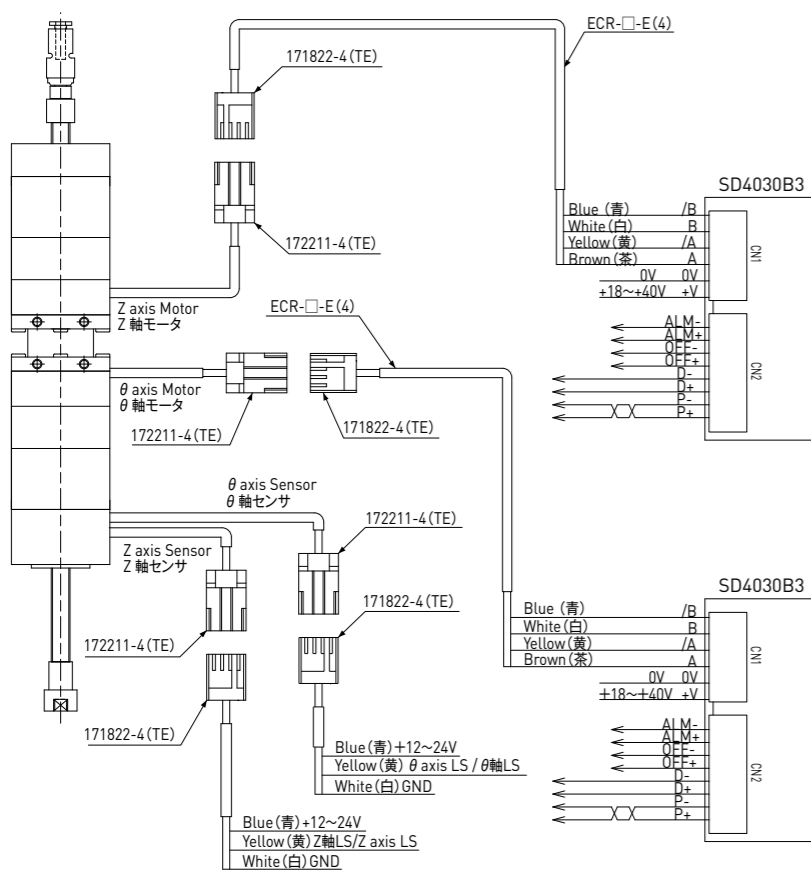 ECR-□-E(4)
171822-4(TE)
SD4030B3
172211-4(TE)
Blue (青) /B
White(白) B
Yellow(黄) /A
Brown(茶) A
0V 0V
+18~+40V +V
CN1
Z axis Motor
Z 軸モータ
ECR-□-E(4)
ALM-
ALM+
OFF-
OFF+
D-
D+
P-
P+
CN2
θ axis Motor
θ 軸モータ
172211-4(TE)
171822-4(TE)
θ axis Sensor
θ 軸センサ
172211-4(TE)
Z axis Sensor
Z 軸センサ
171822-4(TE)
172211-4(TE)
171822-4(TE)
SD4030B3
Blue (青) /B
White(白) B
Yellow(黄) /A
Brown(茶) A
0V 0V
+18~+40V +V
CN1
ALM-
ALM+
OFF-
OFF+
D-
D+
P-
P+
CN2
Blue(青)+12~24V
Yellow(黄) θ axis LS / θ軸LS
White(白)GND
Blue(青)+12~24V
Yellow(黄)Z軸LS/Z axis LS
White(白)GND